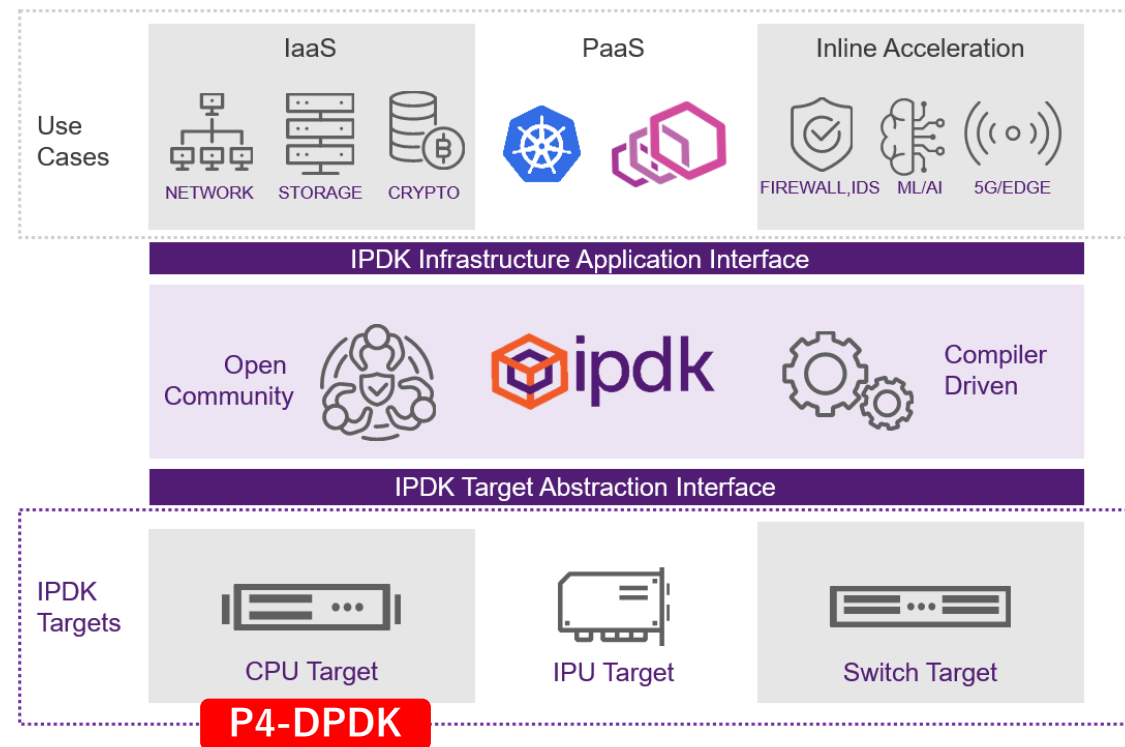 IaaS
PaaS
Inline Acceleration
Use
Cases
NETWORK
STORAGE
CRYPTO
FIREWALL,IDS
ML/AI
5G/EDGE
IPDK Infrastructure Application Interface
Open
Community
ipdk
Compiler
Driven
IPDK Target Abstraction Interface
IPDK
Targets
CPU Target
IPU Target
Switch Target
P4-DPDK